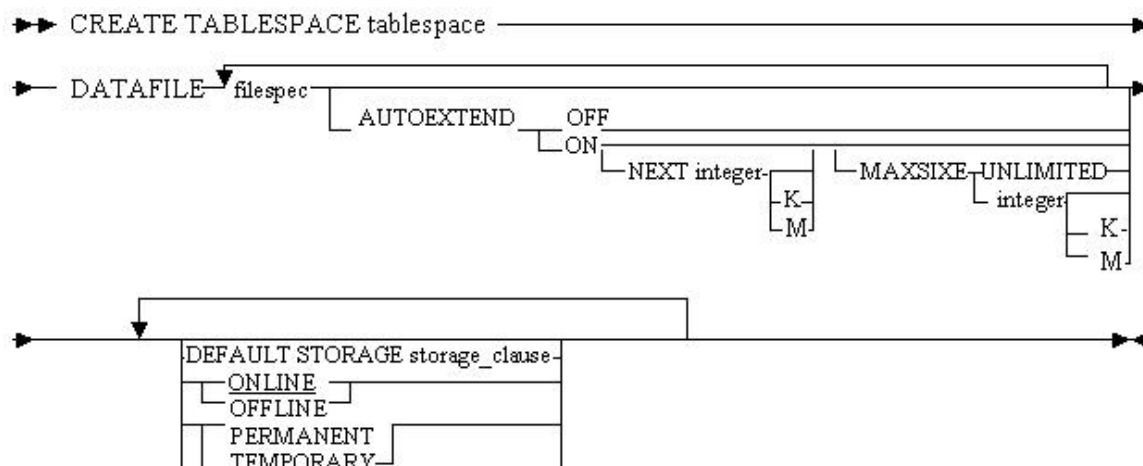 CREATE TABLESPACE tablespace
DATAFILE filespec
AUTOEXTEND OFF
ON
NEXT integer MAXSIXE UNLIMITED
integer
K
M
K
M
DEFAULT STORAGE storage_clause
ONLINE
OFFLINE
PERMANENT
TEMPORARY